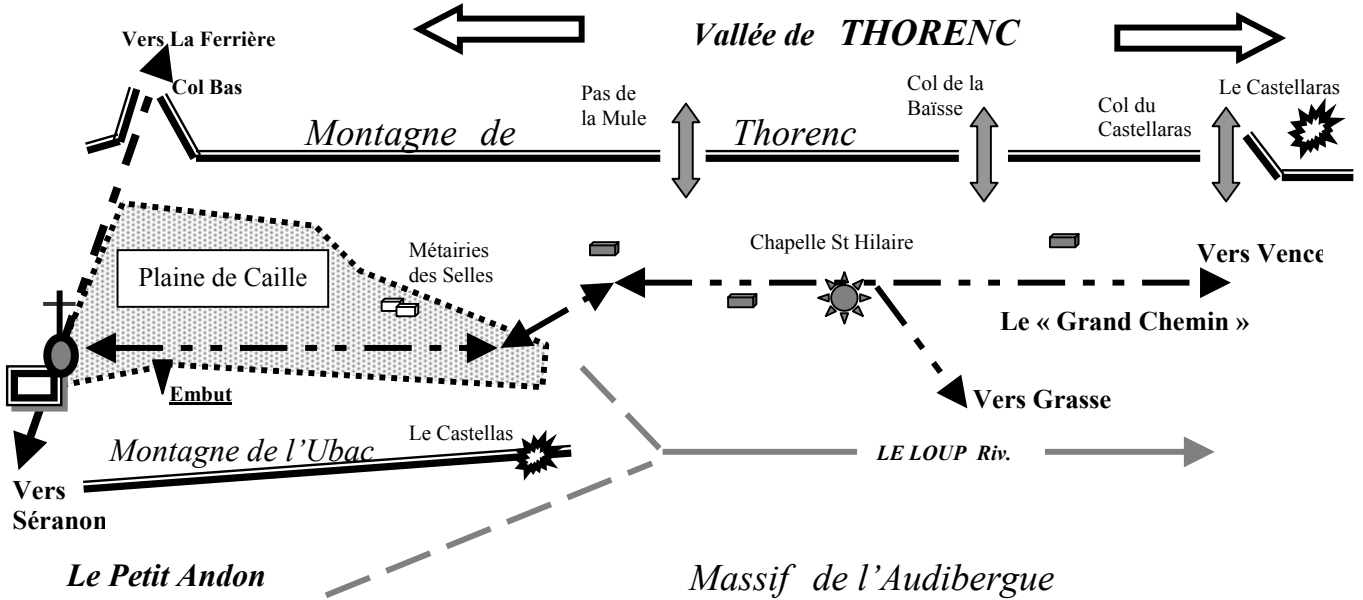 Vallée de THORENC
Vers La Ferrière
Col Bas
Pas de
la Mule
Col de la
Baïsse
Col du
Castellaras
Le Castellaras
Montagne de
Thorenc
Plaine de Caille
Métairies
des Selles
Chapelle St Hilaire
Vers Vence
Le « Grand Chemin »
Embut
Vers Grasse
Montagne de l’Ubac
Le Castellas
LE LOUP Riv.
Vers
Séranon
Le Petit Andon
Massif de l’Audibergue